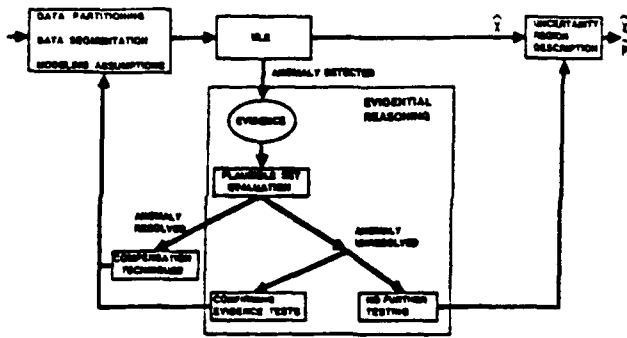 DATA PARTITIONING
DATA SEGMENTATION
MODELING ASSUMPTIONS
MLE
X̂
UNCERTAINTY
REGION
DESCRIPTION
X̂
ANOMALY DETECTED
EVIDENTIAL
REASONING
EVIDENCE
PLAUSIBLE SET
EVALUATION
ANOMALY
RESOLVED
ANOMALY
UNRESOLVED
COMPENSATION
TECHNIQUES
CONFIRMING
EVIDENCE TESTS
NO FURTHER
TESTING